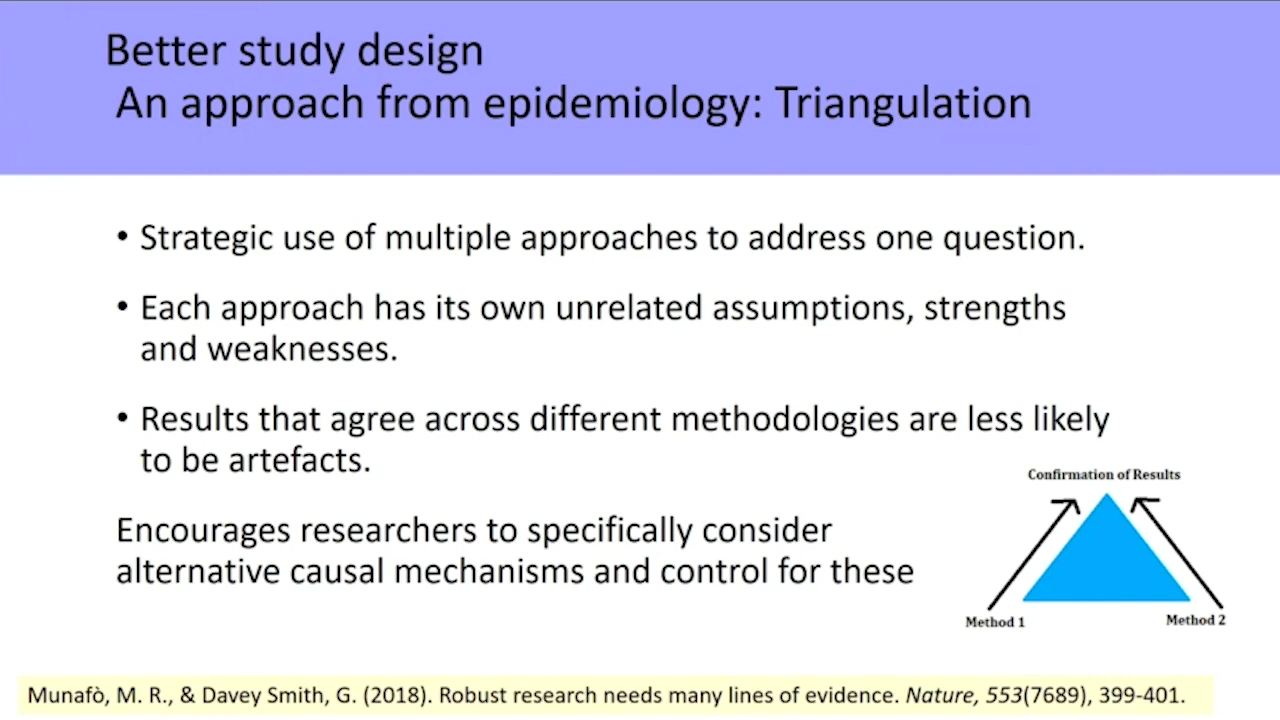 Better study design
An approach from epidemiology: Triangulation
• Strategic use of multiple approaches to address one question.
• Each approach has its own unrelated assumptions, strengths
and weaknesses.
• Results that agree across different methodologies are less likely
to be artefacts.
Encourages researchers to specifically consider
alternative causal mechanisms and control for these
Confirmation of Results
Method 1
Method 2
Munafò, M. R., & Davey Smith, G. (2018). Robust research needs many lines of evidence. Nature, 553(7689), 399-401.